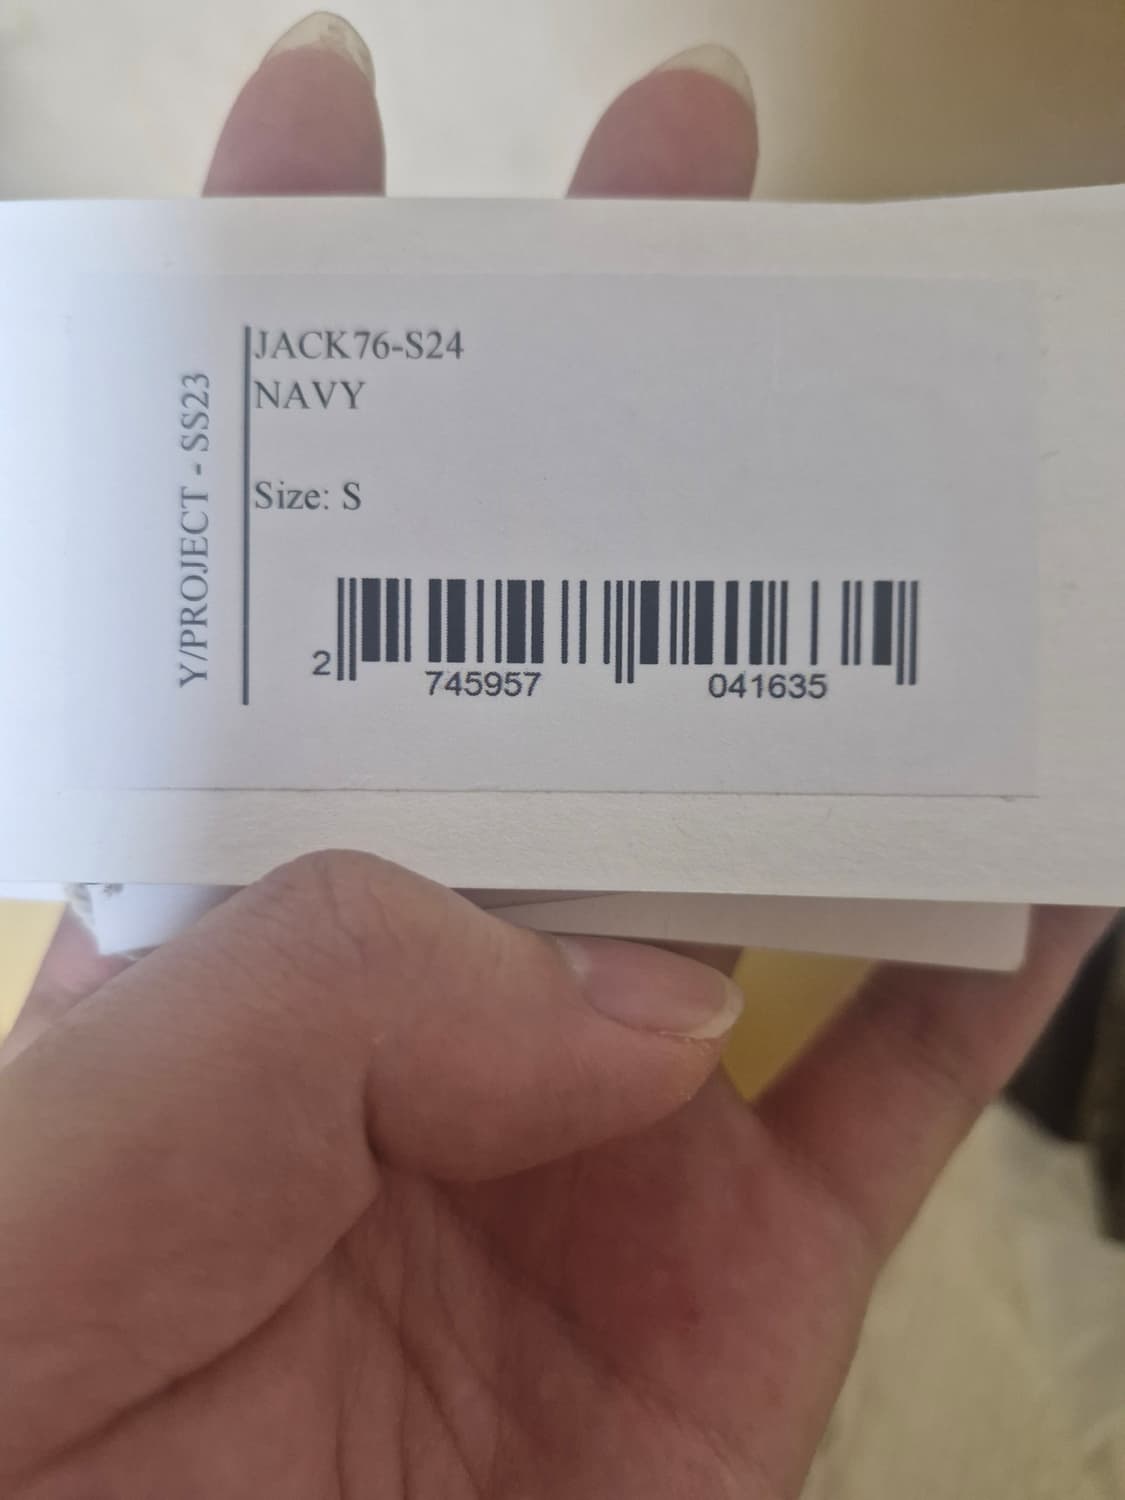 Y/PROJECT - SS23
JACK76-S24
NAVY
Size: S
2 745957 041635